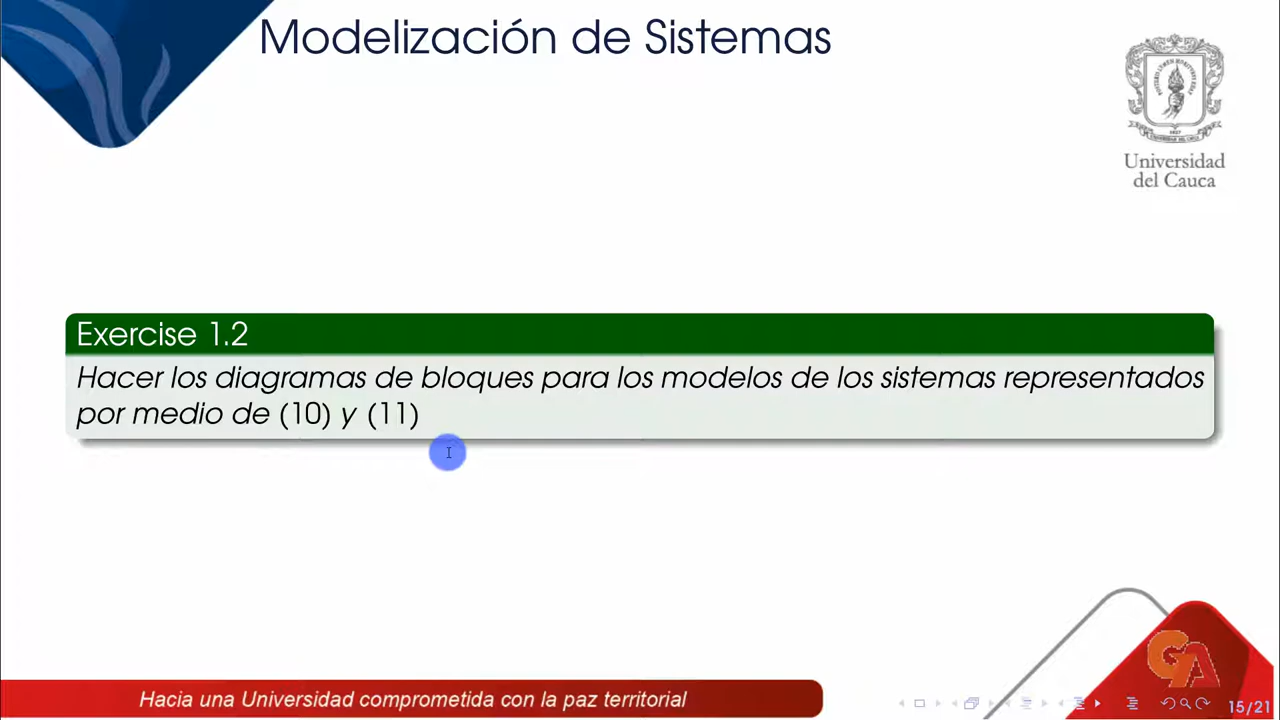 Modelización de Sistemas
Universidad
del Cauca
Exercise 1.2
Hacer los diagramas de bloques para los modelos de los sistemas representados
por medio de (10) y (11)
Hacia una Universidad comprometida con la paz territorial
GA
15/21